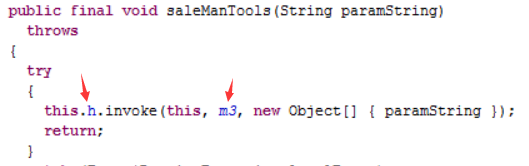 public final void saleManTools(String paramString)
throws
{
try
{
this.h.invoke(this, m3, new Object[] { paramString });
return;
}